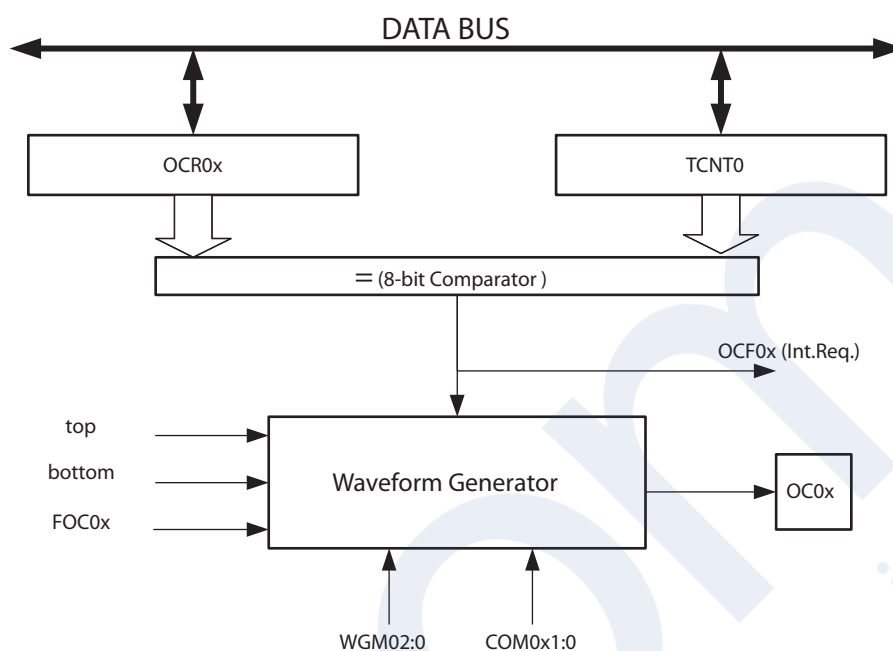 DATA BUS
OCR0x
TCNT0
= (8-bit Comparator )
OCF0x (Int.Req.)
top
bottom
FOC0x
Waveform Generator
OC0x
WGM02:0
COM0x1:0